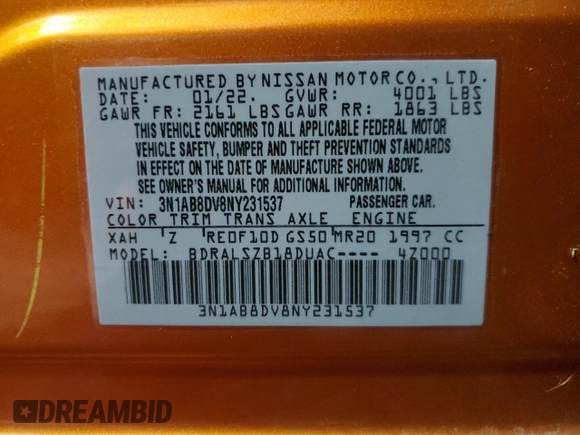 MANUFACTURED BY NISSAN MOTOR CO., LTD.
DATE: 01/22. GVWR: 4001 LBS
GAWR FR: 2161 LBS GAWR RR: 1863 LBS
THIS VEHICLE CONFORMS TO ALL APPLICABLE FEDERAL MOTOR
VEHICLE SAFETY, BUMPER AND THEFT PREVENTION STANDARDS
IN EFFECT ON THE DATE OF MANUFACTURE SHOWN ABOVE.
SEE OWNER'S MANUAL FOR ADDITIONAL INFORMATION.
VIN: 3N1AB8DV8NY231537 PASSENGER CAR.
COLOR TRIM TRANS AXLE ENGINE
XAH Z RE0F10D GS50 MR20 1997 CC
MODEL: BDRALSZB18DUAC---- 4Z000
3N1AB8DV8NY231537
DREAMBID